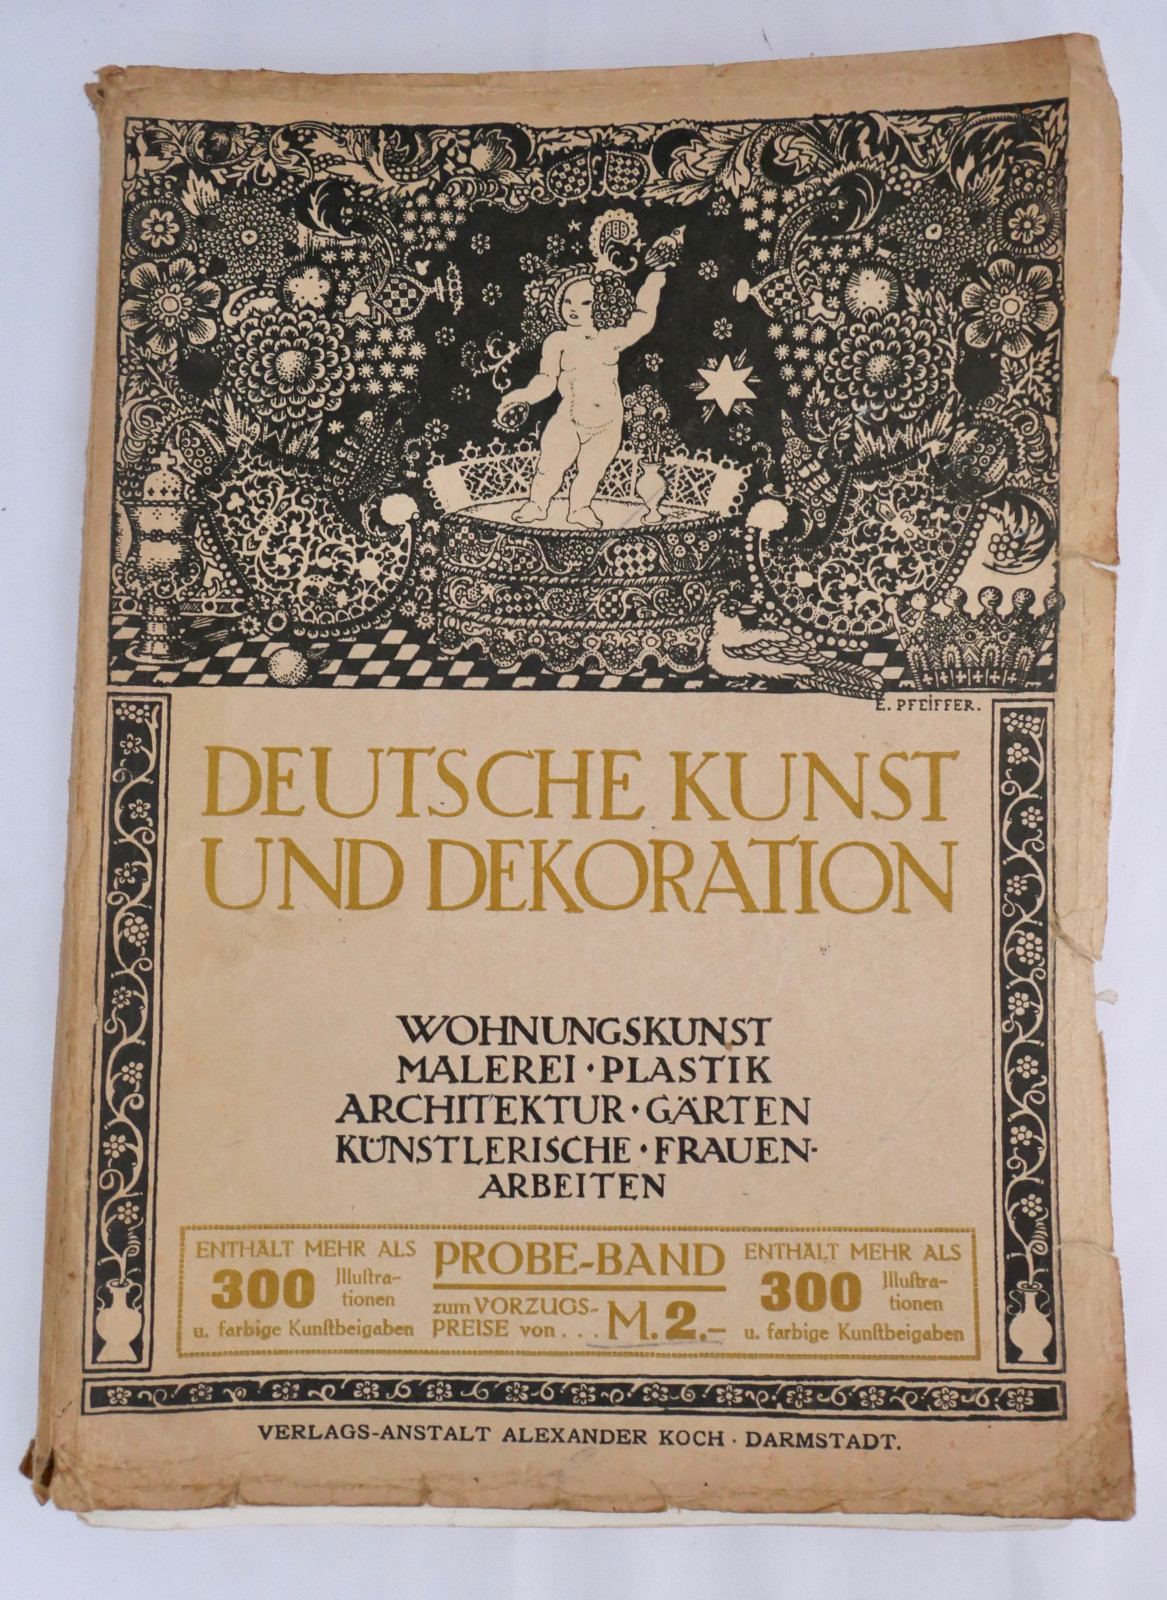 E. PFEIFFER.
DEUTSCHE KUNST
UND DEKORATION
WOHNUNGSKUNST
MALEREI · PLASTIK
ARCHITEKTUR · GÄRTEN
KÜNSTLERISCHE · FRAUEN-
ARBEITEN
ENTHÄLT MEHR ALS
300 Illustra-
tionen
u. farbige Kunstbeigaben
PROBE-BAND
zum VORZUGS-
PREISE von ... M. 2.-
ENTHÄLT MEHR ALS
300 Illustra-
tionen
u. farbige Kunstbeigaben
VERLAGS-ANSTALT ALEXANDER KOCH · DARMSTADT.